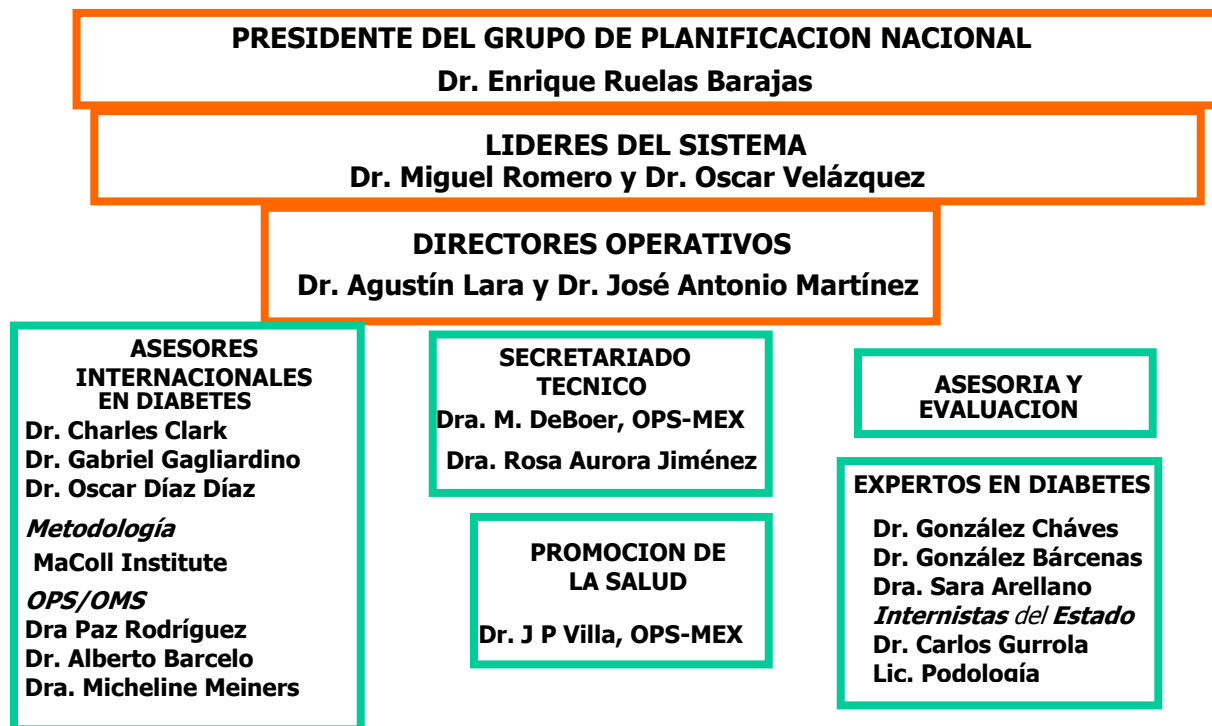 PRESIDENTE DEL GRUPO DE PLANIFICACION NACIONAL
Dr. Enrique Ruelas Barajas
LIDERES DEL SISTEMA
Dr. Miguel Romero y Dr. Oscar Velázquez
DIRECTORES OPERATIVOS
Dr. Agustín Lara y Dr. José Antonio Martínez
ASESORES
INTERNACIONALES
EN DIABETES
Dr. Charles Clark
Dr. Gabriel Gagliardino
Dr. Oscar Díaz Díaz
Metodología
MaColl Institute
OPS/OMS
Dra Paz Rodríguez
Dr. Alberto Barcelo
Dra. Micheline Meiners
SECRETARIADO
TECNICO
Dra. M. DeBoer, OPS-MEX
Dra. Rosa Aurora Jiménez
PROMOCION DE
LA SALUD
Dr. J P Villa, OPS-MEX
ASESORIA Y
EVALUACION
EXPERTOS EN DIABETES
Dr. González Cháves
Dr. González Bárcenas
Dra. Sara Arellano
Internistas del Estado
Dr. Carlos Gurrola
Lic. Podología